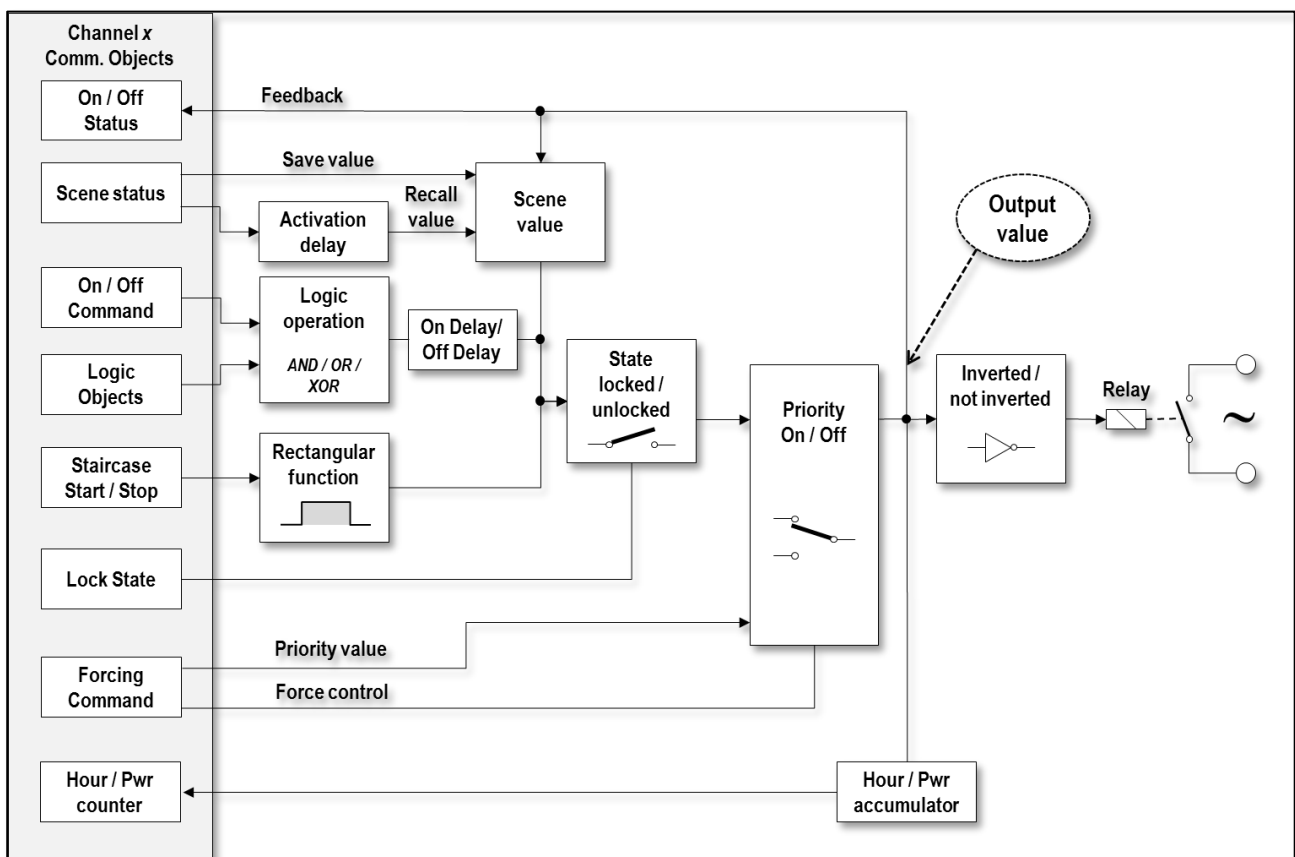 Channel x
Comm. Objects
On / Off
Status
Feedback
Scene status
Save value
Recall
value
Activation
delay
Scene
value
Output
value
On / Off
Command
Logic
operation
AND / OR /
XOR
On Delay/
Off Delay
Logic
Objects
State
locked /
unlocked
Priority
On / Off
Inverted /
not inverted
Relay
~
Staircase
Start / Stop
Rectangular
function
Lock State
Forcing
Command
Priority value
Force control
Hour / Pwr
counter
Hour / Pwr
accumulator